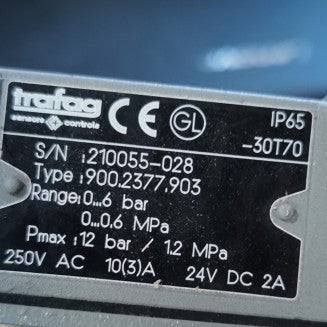 trafag
sensors controls
CE GL IP65
-30T70
S/N :210055-028
Type :900.2377.903
Range: 0...6 bar
0...0.6 MPa
Pmax : 12 bar / 1.2 MPa
250V AC 10(3)A 24V DC 2A